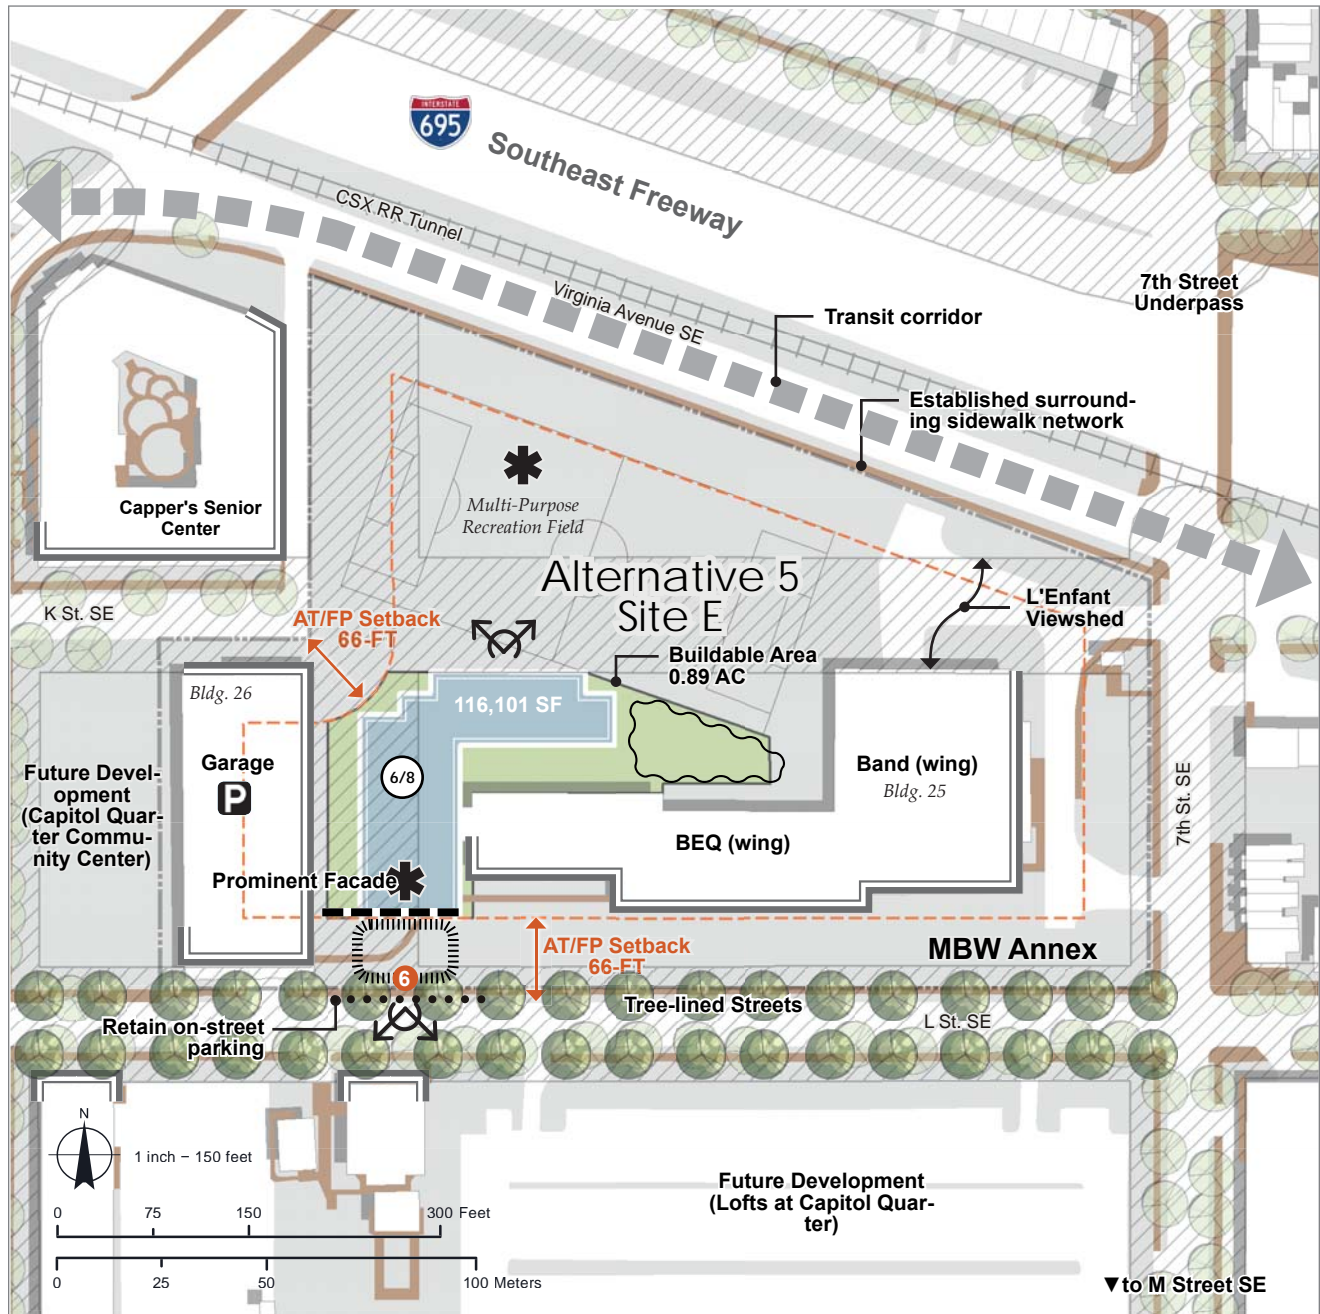 INTERSTATE
695
Southeast Freeway
CSX RR Tunnel
Virginia Avenue SE
7th Street
Underpass
Transit corridor
Established surround-
ing sidewalk network
Capper's Senior
Center
Multi-Purpose
Recreation Field
Alternative 5
Site E
K St. SE
AT/FP Setback
66-FT
L'Enfant
Viewshed
Buildable Area
0.89 AC
Bldg. 26
116,101 SF
Garage
P
6/8
Band (wing)
Bldg. 25
Future Devel-
opment
(Capitol Quar-
ter Commu-
nity Center)
7th St. SE
BEQ (wing)
Prominent Facade
AT/FP Setback
66-FT
MBW Annex
6
Tree-lined Streets
Retain on-street
parking
L St. SE
N
1 inch – 150 feet
0 75 150 300 Feet
0 25 50 100 Meters
Future Development
(Lofts at Capitol Quar-
ter)
▼to M Street SE